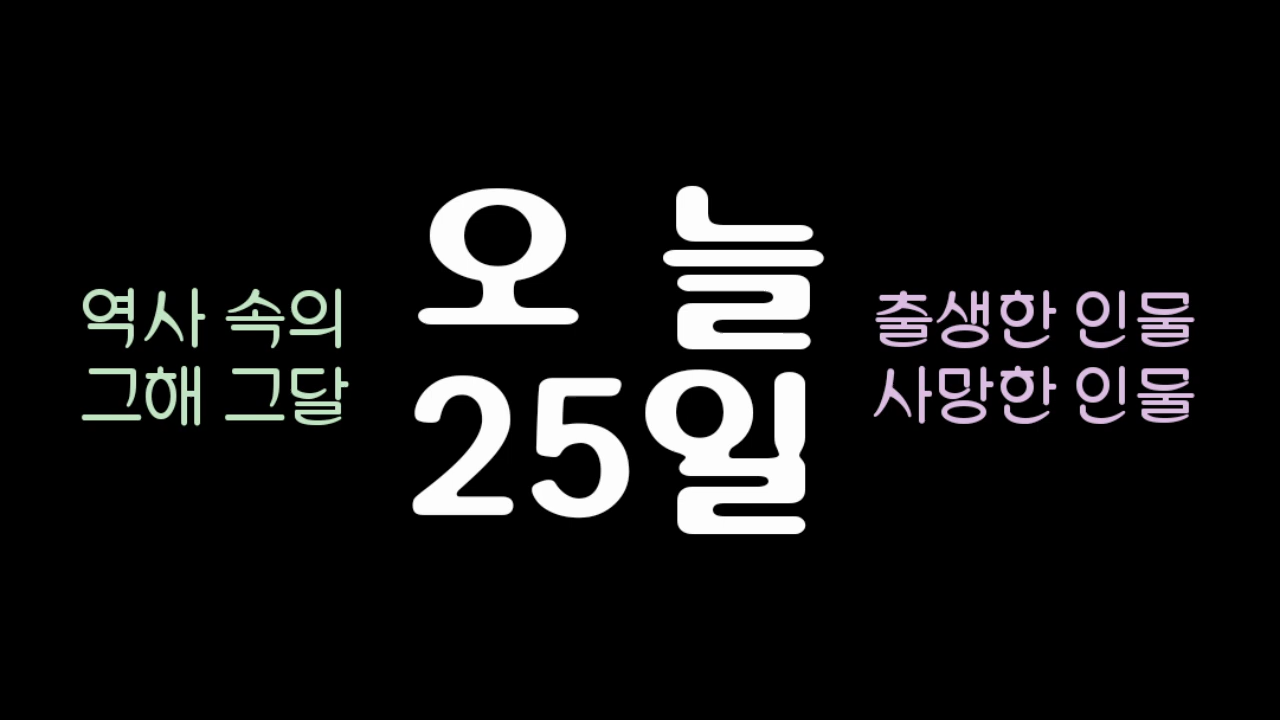 역사 속의
그해 그달
오 늘
25일
출생한 인물
사망한 인물